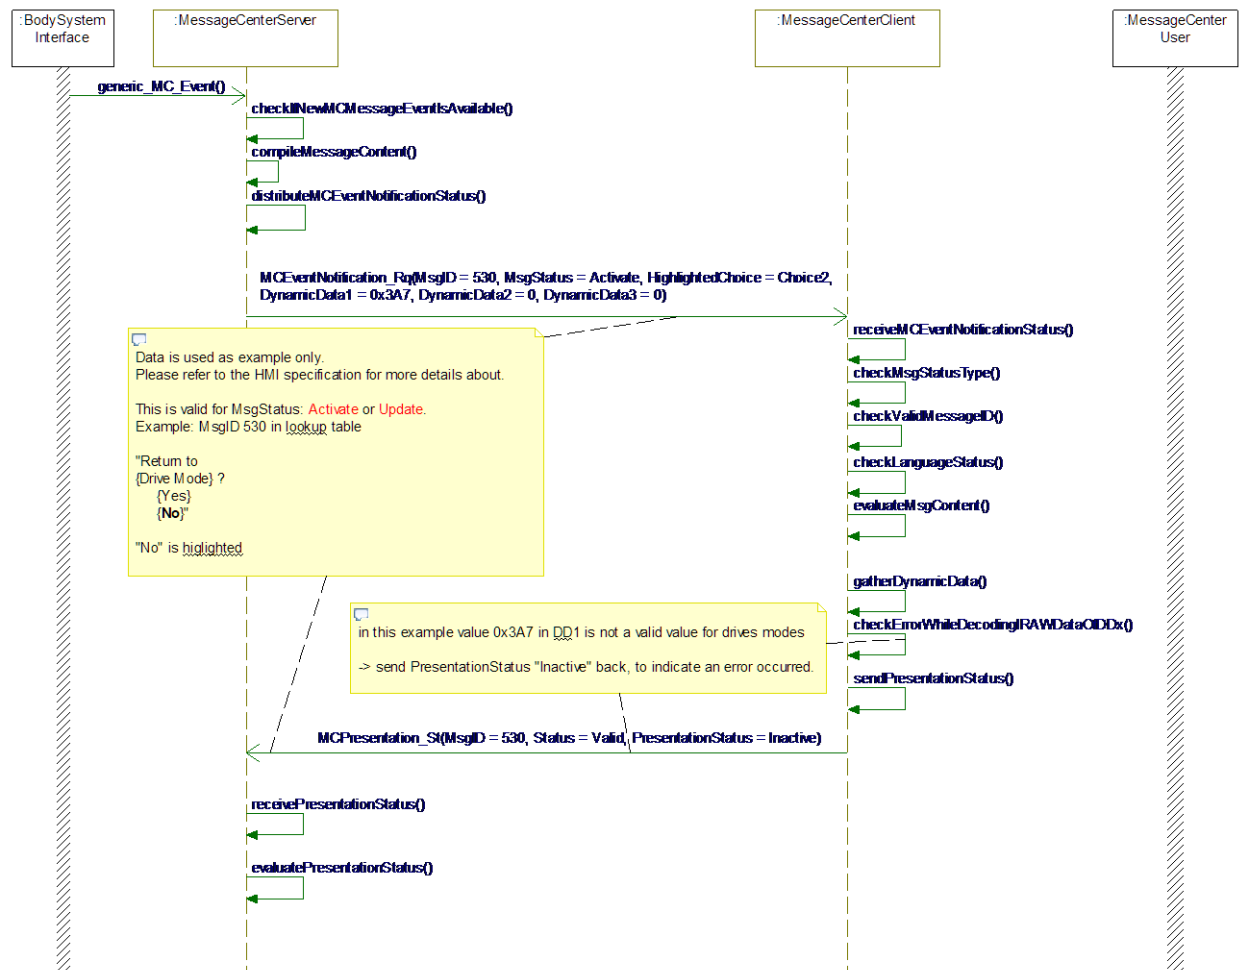 :BodySystem
Interface
:MessageCenterServer
:MessageCenterClient
:MessageCenter
User
generic_MC_Event()
checkIfNewMCMessageEventIsAvailable()
compileMessageContent()
distributeMCEventNotificationStatus()
MCEventNotification_Rq(MsgID = 530, MsgStatus = Activate, HighlightedChoice = Choice2,
DynamicData1 = 0x3A7, DynamicData2 = 0, DynamicData3 = 0)
receiveMCEventNotificationStatus()
checkMsgStatusType()
checkValidMessageID()
checkLanguageStatus()
evaluateMsgContent()
Data is used as example only.
Please refer to the HMI specification for more details about.
This is valid for MsgStatus: Activate or Update.
Example: MsgID 530 in lookup table
"Return to
{Drive Mode} ?
{Yes}
{No}"
"No" is higlighted
gatherDynamicData()
checkErrorWhileDecodingIRAWDataOfDDx()
sendPresentationStatus()
in this example value 0x3A7 in DD1 is not a valid value for drives modes
-> send PresentationStatus "Inactive" back, to indicate an error occurred.
MCPresentation_St(MsgID = 530, Status = Valid, PresentationStatus = Inactive)
receivePresentationStatus()
evaluatePresentationStatus()